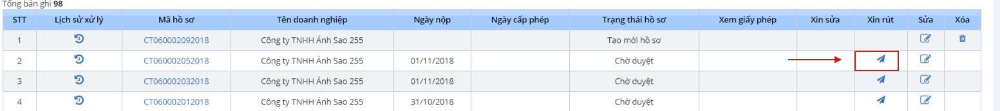 Tổng bản ghi 98
STT Lịch sử xử lý Mã hồ sơ Tên doanh nghiệp Ngày nộp Ngày cấp phép Trạng thái hồ sơ Xem giấy phép Xin sửa Xin rút Sửa Xóa
1 CT060002092018 Công ty TNHH Ánh Sao 255 Tạo mới hồ sơ
2 CT060002052018 Công ty TNHH Ánh Sao 255 01/11/2018 Chờ duyệt
3 CT060002032018 Công ty TNHH Ánh Sao 255 01/11/2018 Chờ duyệt
4 CT060002012018 Công ty TNHH Ánh Sao 255 31/10/2018 Chờ duyệt